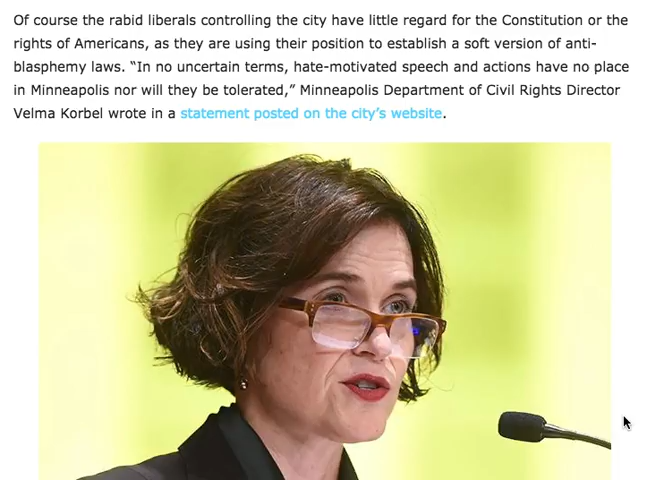 Of course the rabid liberals controlling the city have little regard for the Constitution or the
rights of Americans, as they are using their position to establish a soft version of anti-
blasphemy laws. “In no uncertain terms, hate-motivated speech and actions have no place
in Minneapolis nor will they be tolerated,” Minneapolis Department of Civil Rights Director
Velma Korbel wrote in a statement posted on the city’s website.